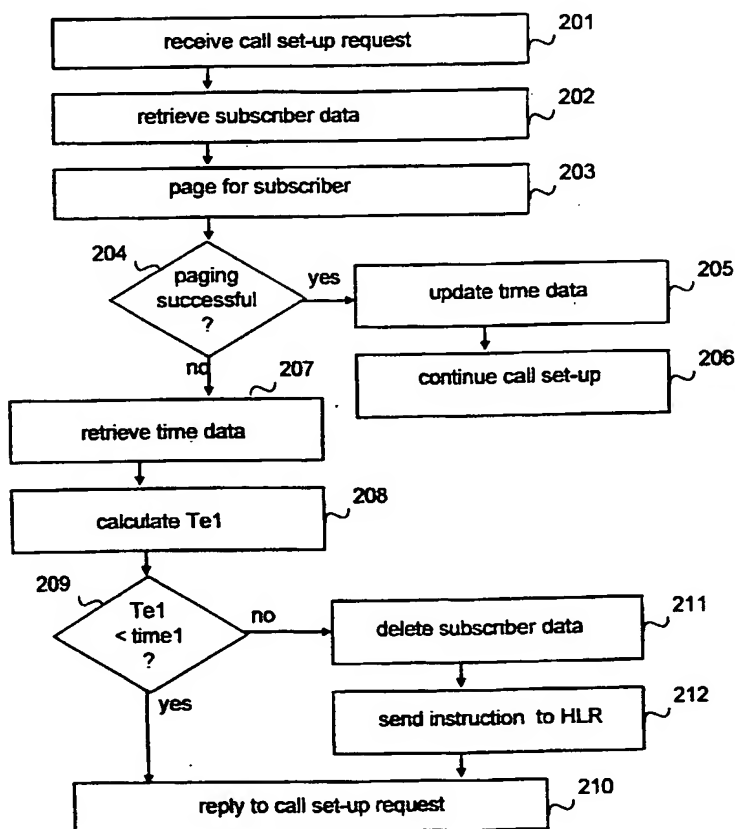 receive call set-up request
201
retrieve subscriber data
202
page for subscriber
203
204
paging
successful
?
yes
update time data
205
continue call set-up
206
no
207
retrieve time data
calculate Te1
208
209
Te1
< time1
?
no
delete subscriber data
211
send instruction to HLR
212
yes
reply to call set-up request
210